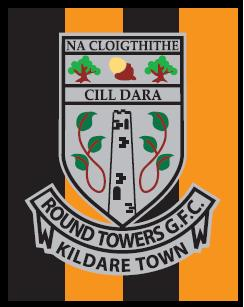 NA CLOIGTHITHE
CILL DARA
ROUND TOWERS G.F.C.
KILDARE TOWN